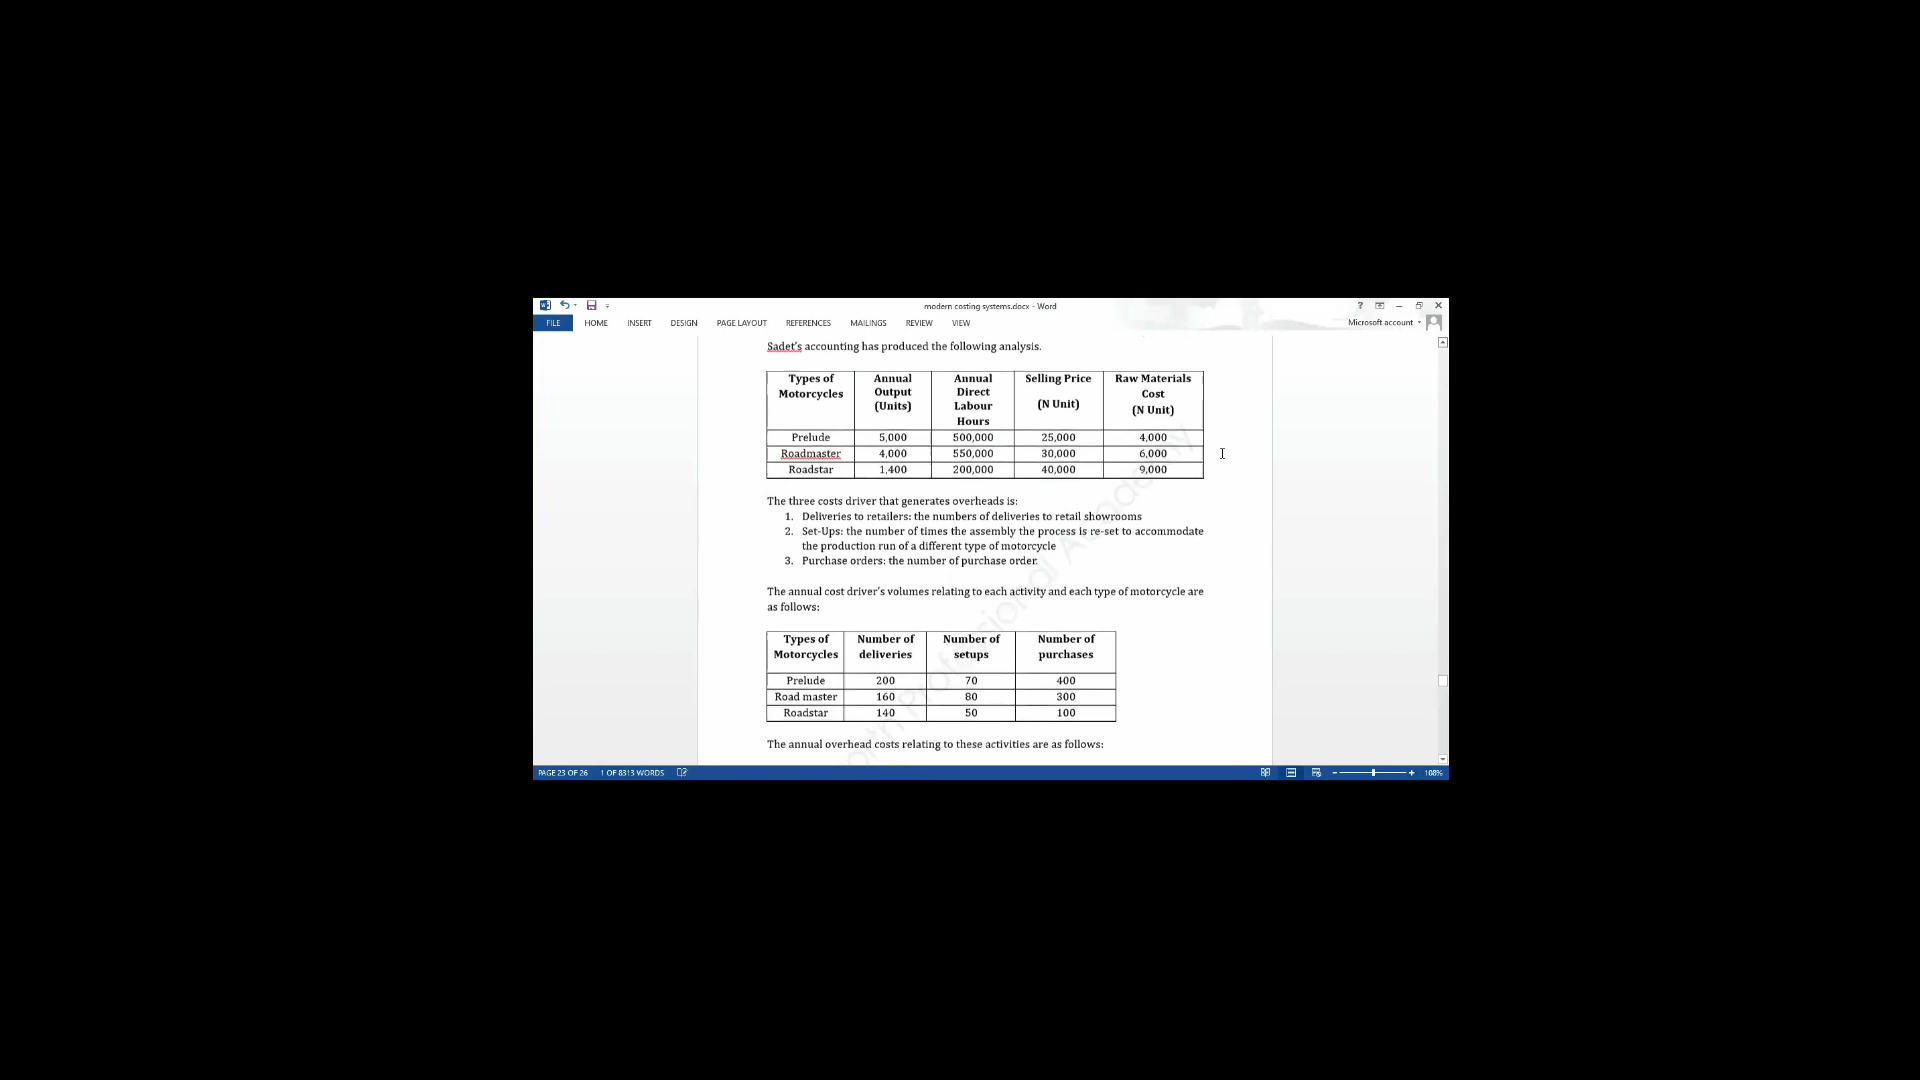 modern costing systems.docx - Word
?
FILE HOME INSERT DESIGN PAGE LAYOUT REFERENCES MAILINGS REVIEW VIEW Microsoft account
Sadet's accounting has produced the following analysis.
Types of Motorcycles | Annual Output (Units) | Annual Direct Labour Hours | Selling Price (N Unit) | Raw Materials Cost (N Unit)
Prelude 5,000 500,000 25,000 4,000
Roadmaster 4,000 550,000 30,000 6,000
Roadstar 1,400 200,000 40,000 9,000
The three costs driver that generates overheads is:
1. Deliveries to retailers: the numbers of deliveries to retail showrooms
2. Set-Ups: the number of times the assembly the process is re-set to accommodate
the production run of a different type of motorcycle
3. Purchase orders: the number of purchase order.
The annual cost driver's volumes relating to each activity and each type of motorcycle are
as follows:
Types of Motorcycles | Number of deliveries | Number of setups | Number of purchases
Prelude 200 70 400
Road master 160 80 300
Roadstar 140 50 100
The annual overhead costs relating to these activities are as follows:
Professional Academy
PAGE 23 OF 26 1 OF 8313 WORDS 108%